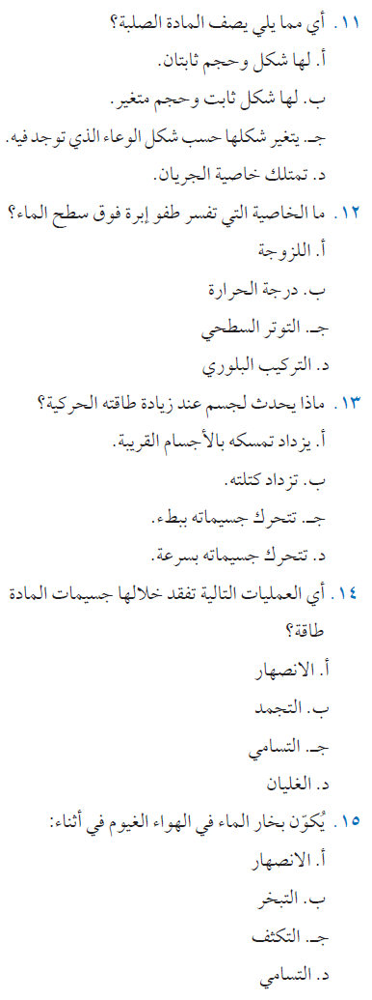 ١١. أي مما يلي يصف المادة الصلبة؟
أ. لها شكل وحجم ثابتان.
ب. لها شكل ثابت وحجم متغير.
جـ. يتغير شكلها حسب شكل الوعاء الذي توجد فيه.
د. تمتلك خاصية الجريان.
١٢. ما الخاصية التي تفسر طفو إبرة فوق سطح الماء؟
أ. اللزوجة
ب. درجة الحرارة
جـ. التوتر السطحي
د. التركيب البلوري
١٣. ماذا يحدث لجسم عند زيادة طاقته الحركية؟
أ. يزداد تمسكه بالأجسام القريبة.
ب. تزداد كتلته.
جـ. تتحرك جسيماته ببطء.
د. تتحرك جسيماته بسرعة.
١٤. أي العمليات التالية تفقد خلالها جسيمات المادة
طاقة؟
أ. الانصهار
ب. التجمد
جـ. التسامي
د. الغليان
١٥. يُكوّن بخار الماء في الهواء الغيوم في أثناء:
أ. الانصهار
ب. التبخر
جـ. التكثف
د. التسامي